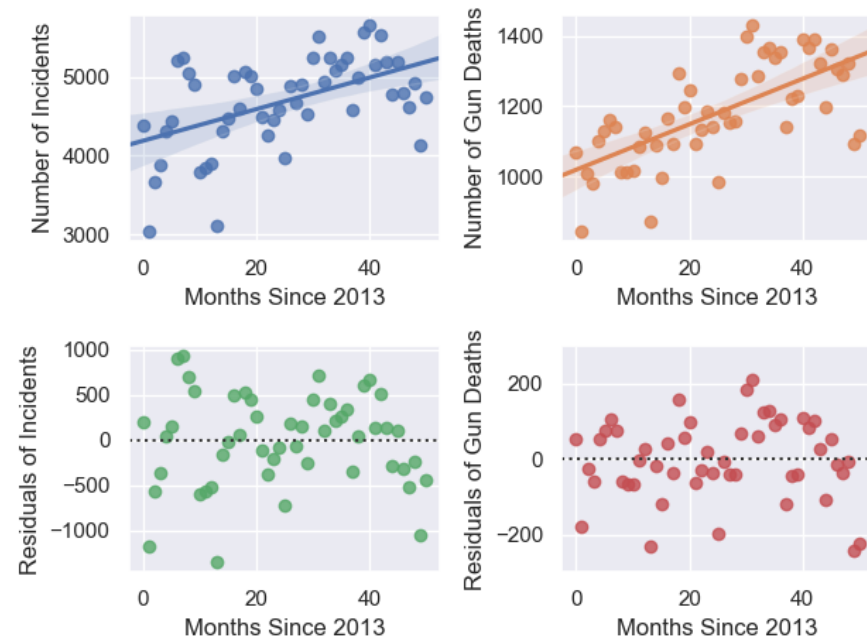 Number of Incidents
5000
4000
3000
0 20 40
Months Since 2013
Number of Gun Deaths
1400
1200
1000
0 20 40
Months Since 2013
Residuals of Incidents
1000
500
0
−500
−1000
0 20 40
Months Since 2013
Residuals of Gun Deaths
200
0
−200
0 20 40
Months Since 2013